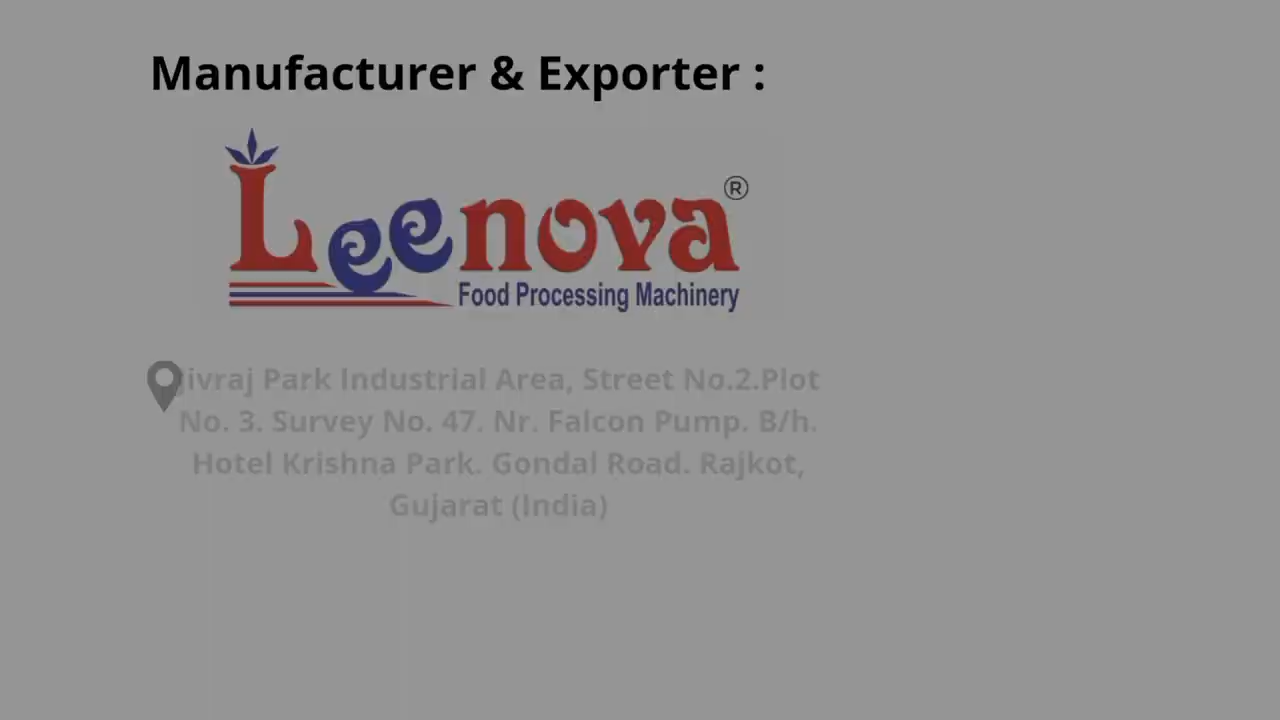 Manufacturer & Exporter :
Leenova®
Food Processing Machinery
Jivraj Park Industrial Area, Street No.2.Plot
No. 3. Survey No. 47. Nr. Falcon Pump. B/h.
Hotel Krishna Park. Gondal Road. Rajkot,
Gujarat (India)